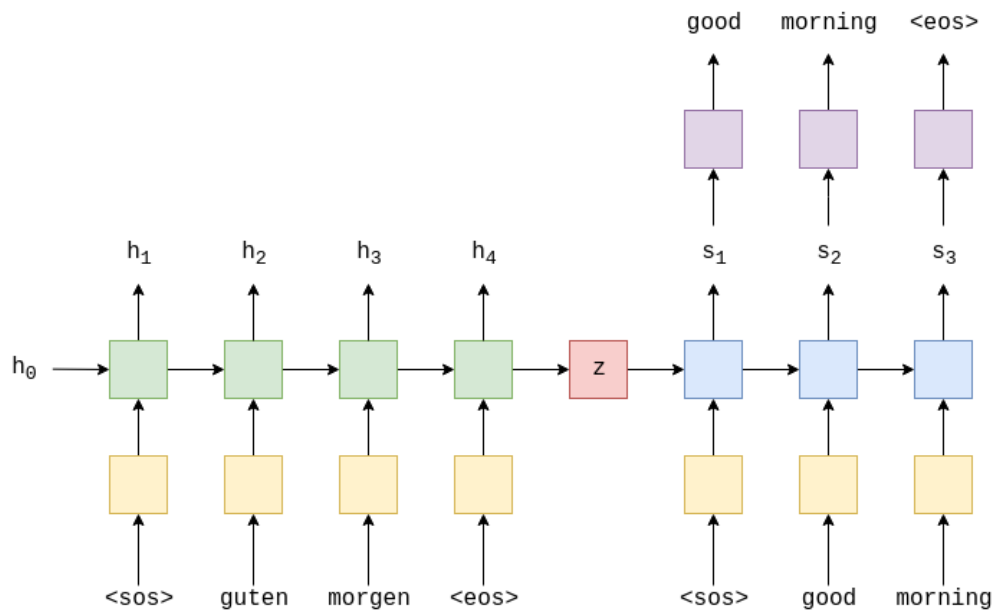 good morning <eos>
h₁ h₂ h₃ h₄ s₁ s₂ s₃
h₀ z
<sos> guten morgen <eos> <sos> good morning